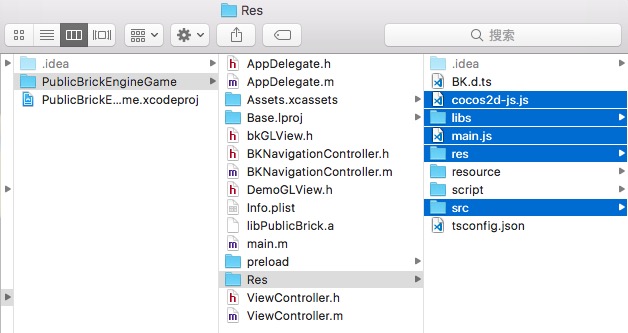 Res
搜索
.idea
PublicBrickEngineGame
PublicBrickE...me.xcodeproj
AppDelegate.h
AppDelegate.m
Assets.xcassets
Base.lproj
bkGLView.h
BKNavigationController.h
BKNavigationController.m
DemoGLView.h
Info.plist
libPublicBrick.a
main.m
preload
Res
ViewController.h
ViewController.m
.idea
BK.d.ts
cocos2d-js.js
libs
main.js
res
resource
script
src
tsconfig.json